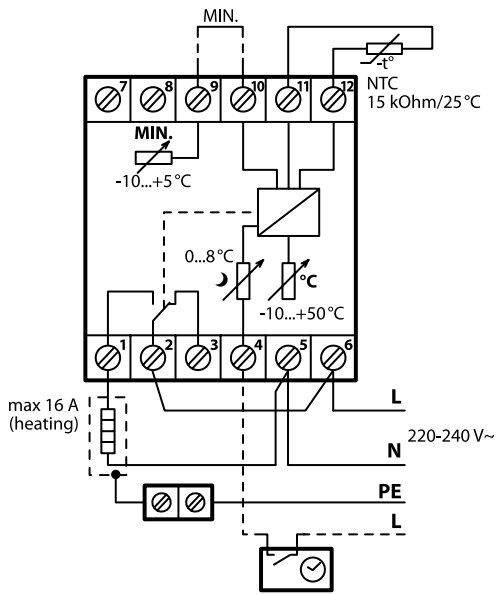 MIN.
-t°
NTC
15 kOhm/25°C
7
8
9
10
11
12
MIN.
-10...+5°C
0...8°C
°C
-10...+50°C
1
2
3
4
5
6
max 16 A
(heating)
L
220-240 V~
N
PE
L